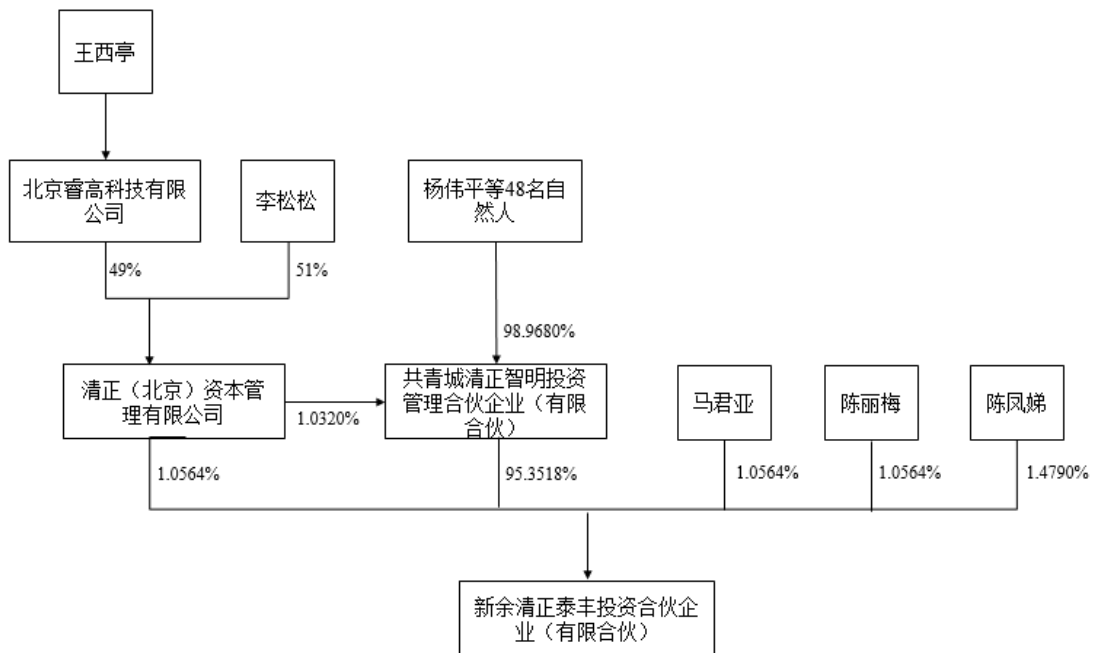 王西亭
北京睿高科技有限
公司
李松松
杨伟平等48名自
然人
49%
51%
98.9680%
清正（北京）资本管
理有限公司
1.0320%
共青城清正智明投资
管理合伙企业（有限
合伙）
马君亚
陈丽梅
陈凤娣
1.0564%
95.3518%
1.0564%
1.0564%
1.4790%
新余清正泰丰投资合伙企
业（有限合伙）